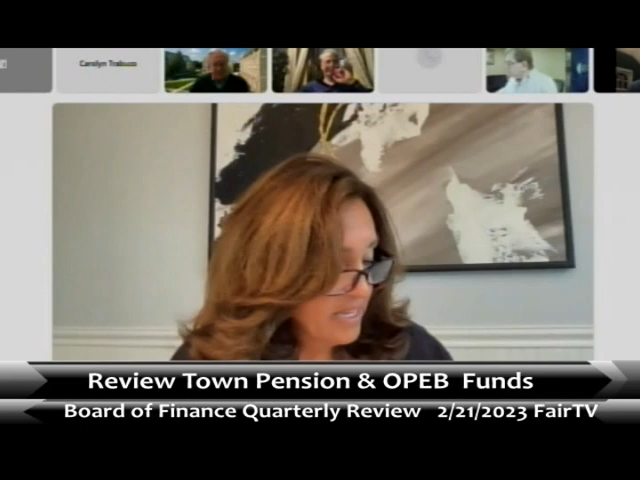 Carolyn Trabuco
Review Town Pension & OPEB Funds
Board of Finance Quarterly Review 2/21/2023 FairTV